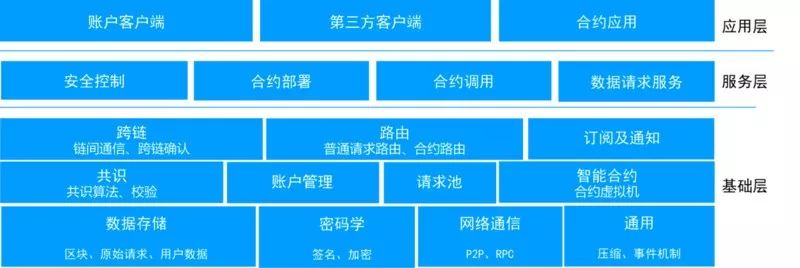 账户客户端
第三方客户端
合约应用
应用层
安全控制
合约部署
合约调用
数据请求服务
服务层
跨链
链间通信、跨链确认
路由
普通请求路由、合约路由
订阅及通知
共识
共识算法、校验
账户管理
请求池
智能合约
合约虚拟机
基础层
数据存储
区块、原始请求、用户数据
密码学
签名、加密
网络通信
P2P、RPC
通用
压缩、事件机制